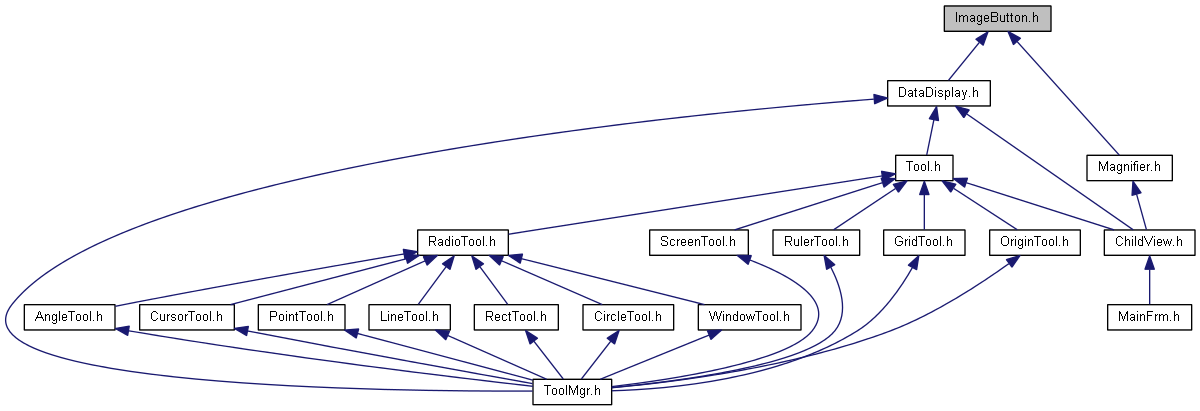 ImageButton.h
DataDisplay.h
Tool.h
Magnifier.h
RadioTool.h
ScreenTool.h
RulerTool.h
GridTool.h
OriginTool.h
ChildView.h
AngleTool.h
CursorTool.h
PointTool.h
LineTool.h
RectTool.h
CircleTool.h
WindowTool.h
MainFrm.h
ToolMgr.h